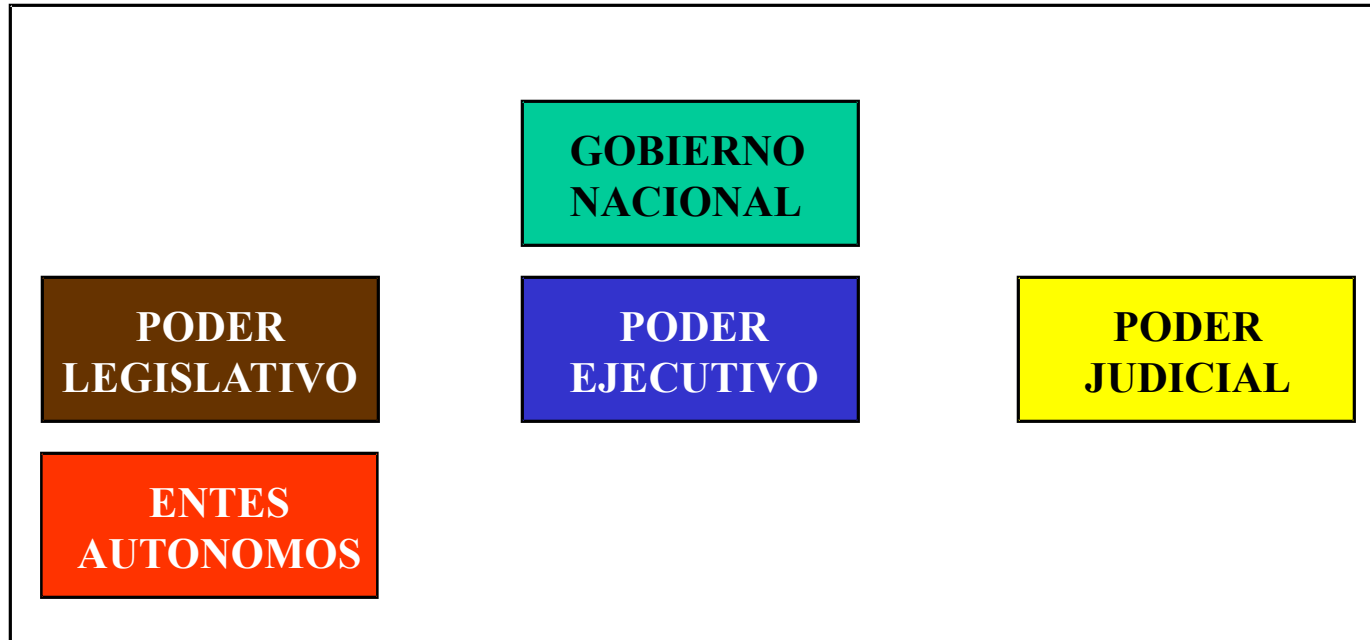 GOBIERNO
NACIONAL
PODER
LEGISLATIVO
PODER
EJECUTIVO
PODER
JUDICIAL
ENTES
AUTONOMOS